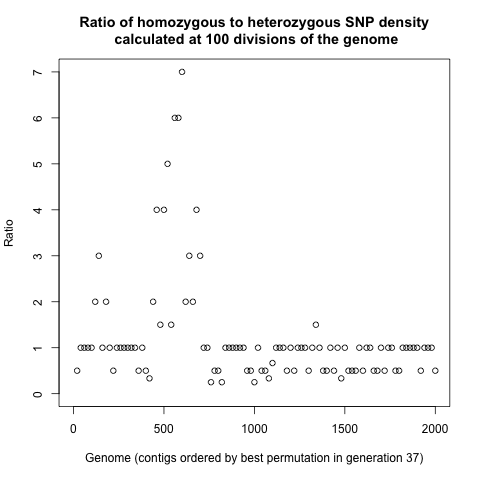 Ratio of homozygous to heterozygous SNP density
calculated at 100 divisions of the genome
7
6
5
4
3
2
1
0
Ratio
0 500 1000 1500 2000
Genome (contigs ordered by best permutation in generation 37)